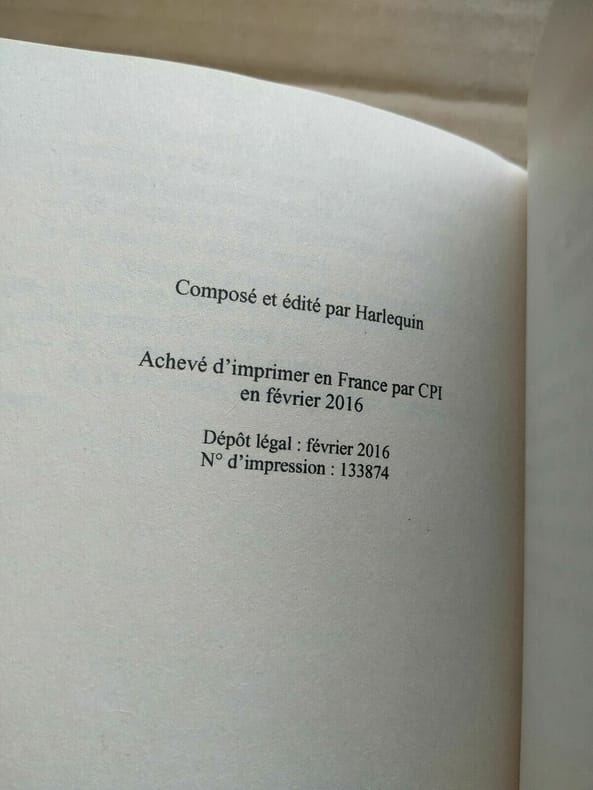 Composé et édité par Harlequin
Achevé d'imprimer en France par CPI
en février 2016
Dépôt légal : février 2016
N° d'impression : 133874